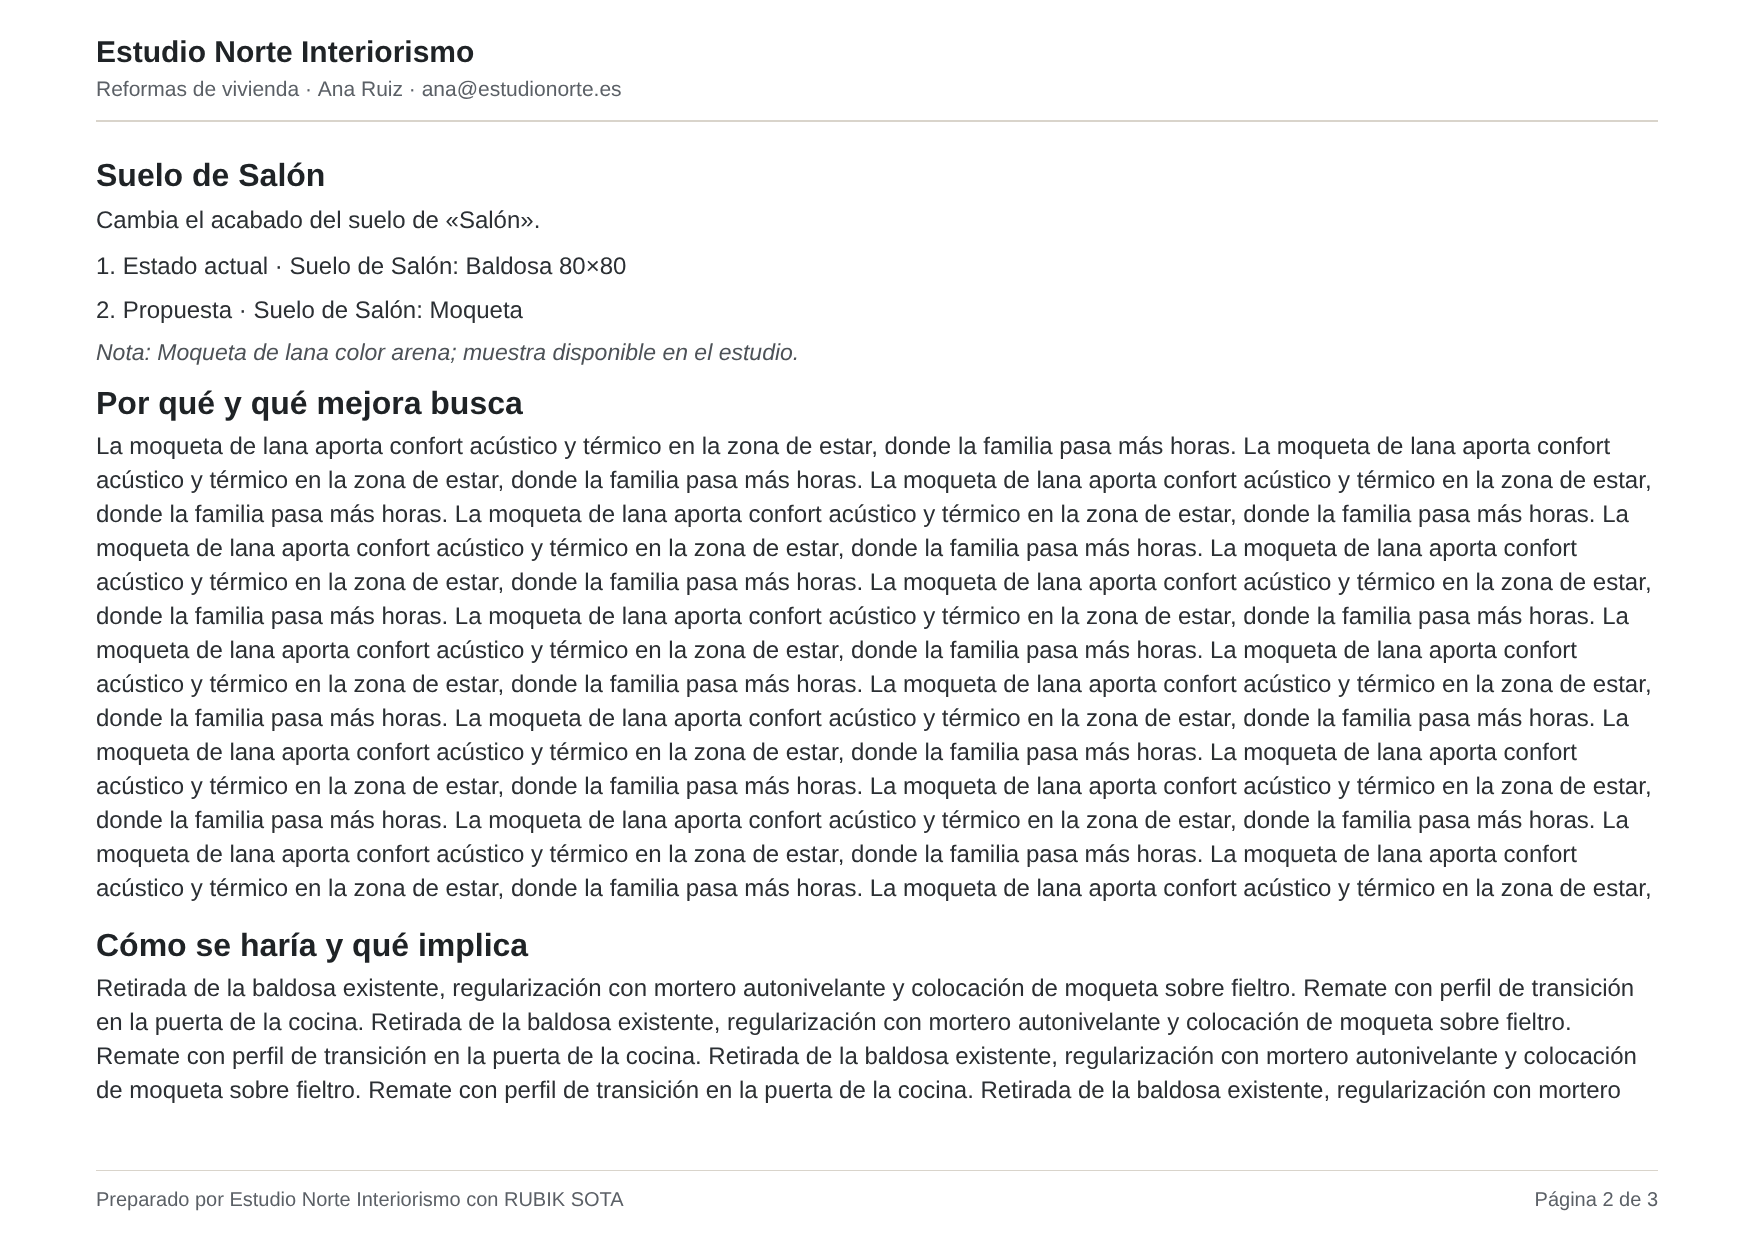 Estudio Norte Interiorismo
Reformas de vivienda · Ana Ruiz · ana@estudionorte.es
Suelo de Salón
Cambia el acabado del suelo de «Salón».
1. Estado actual · Suelo de Salón: Baldosa 80×80
2. Propuesta · Suelo de Salón: Moqueta
Nota: Moqueta de lana color arena; muestra disponible en el estudio.
Por qué y qué mejora busca
La moqueta de lana aporta confort acústico y térmico en la zona de estar, donde la familia pasa más horas. La moqueta de lana aporta confort
acústico y térmico en la zona de estar, donde la familia pasa más horas. La moqueta de lana aporta confort acústico y térmico en la zona de estar,
donde la familia pasa más horas. La moqueta de lana aporta confort acústico y térmico en la zona de estar, donde la familia pasa más horas. La
moqueta de lana aporta confort acústico y térmico en la zona de estar, donde la familia pasa más horas. La moqueta de lana aporta confort
acústico y térmico en la zona de estar, donde la familia pasa más horas. La moqueta de lana aporta confort acústico y térmico en la zona de estar,
donde la familia pasa más horas. La moqueta de lana aporta confort acústico y térmico en la zona de estar, donde la familia pasa más horas. La
moqueta de lana aporta confort acústico y térmico en la zona de estar, donde la familia pasa más horas. La moqueta de lana aporta confort
acústico y térmico en la zona de estar, donde la familia pasa más horas. La moqueta de lana aporta confort acústico y térmico en la zona de estar,
donde la familia pasa más horas. La moqueta de lana aporta confort acústico y térmico en la zona de estar, donde la familia pasa más horas. La
moqueta de lana aporta confort acústico y térmico en la zona de estar, donde la familia pasa más horas. La moqueta de lana aporta confort
acústico y térmico en la zona de estar, donde la familia pasa más horas. La moqueta de lana aporta confort acústico y térmico en la zona de estar,
donde la familia pasa más horas. La moqueta de lana aporta confort acústico y térmico en la zona de estar, donde la familia pasa más horas. La
moqueta de lana aporta confort acústico y térmico en la zona de estar, donde la familia pasa más horas. La moqueta de lana aporta confort
acústico y térmico en la zona de estar, donde la familia pasa más horas. La moqueta de lana aporta confort acústico y térmico en la zona de estar,
Cómo se haría y qué implica
Retirada de la baldosa existente, regularización con mortero autonivelante y colocación de moqueta sobre fieltro. Remate con perfil de transición
en la puerta de la cocina. Retirada de la baldosa existente, regularización con mortero autonivelante y colocación de moqueta sobre fieltro.
Remate con perfil de transición en la puerta de la cocina. Retirada de la baldosa existente, regularización con mortero autonivelante y colocación
de moqueta sobre fieltro. Remate con perfil de transición en la puerta de la cocina. Retirada de la baldosa existente, regularización con mortero
Preparado por Estudio Norte Interiorismo con RUBIK SOTA
Página 2 de 3